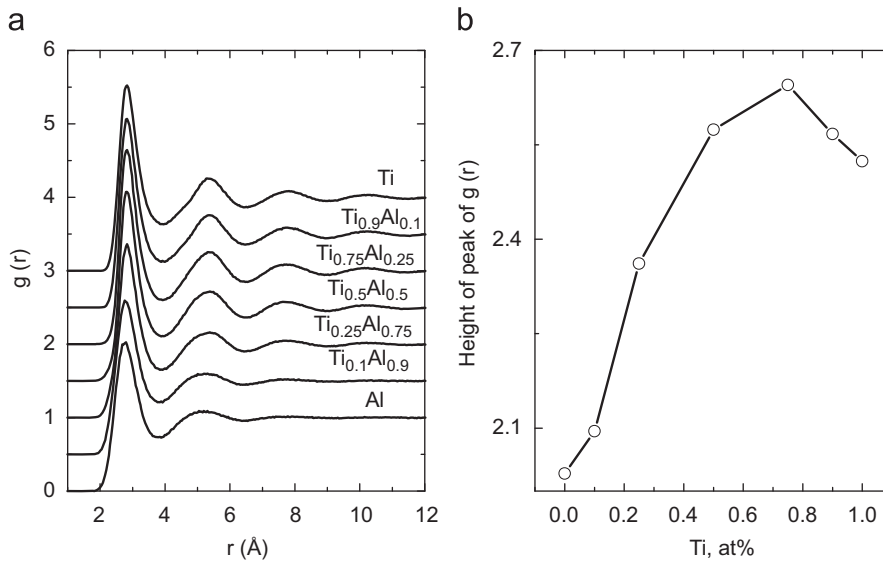 a
6
5
4
3
2
1
0
g (r)
Ti
Ti0.9Al0.1
Ti0.75Al0.25
Ti0.5Al0.5
Ti0.25Al0.75
Ti0.1Al0.9
Al
2 4 6 8 10 12
r (Å)
b
2.7
2.4
2.1
Height of peak of g (r)
0.0 0.2 0.4 0.6 0.8 1.0
Ti, at%